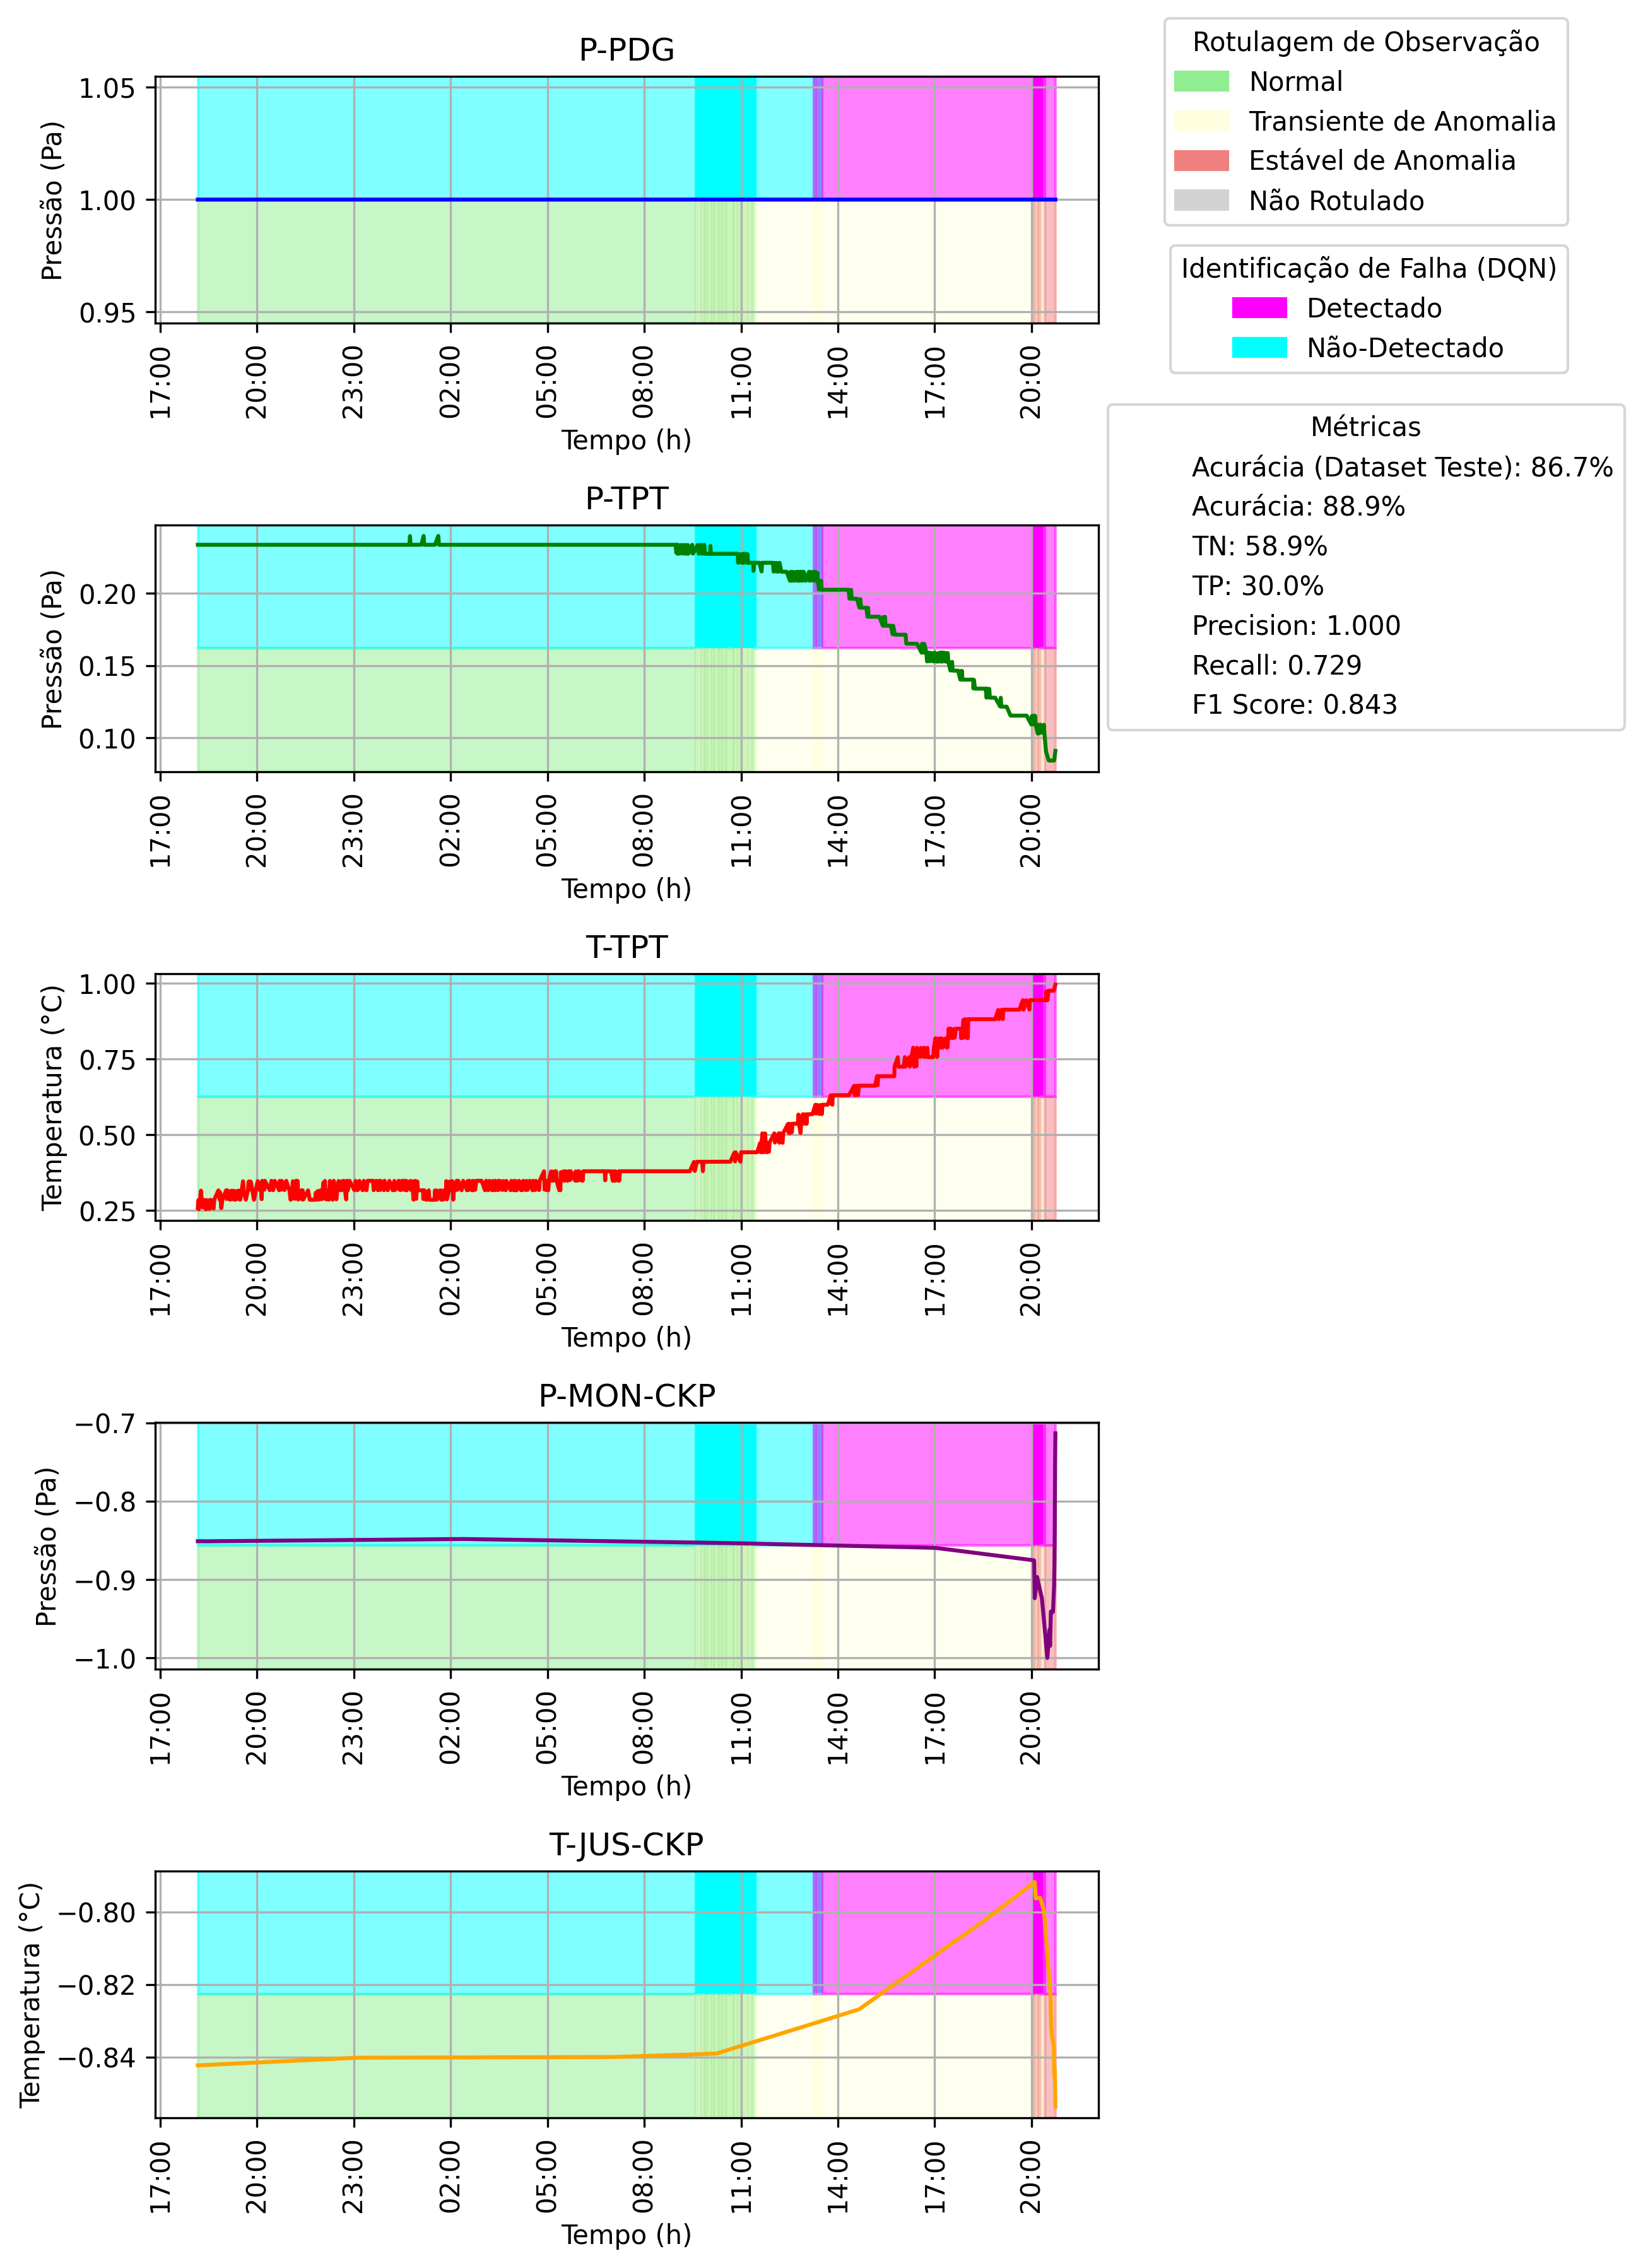 P-PDG
1.05
1.00
0.95
Pressão (Pa)
17:00
20:00
23:00
02:00
05:00
08:00
11:00
14:00
17:00
20:00
Tempo (h)
Rotulagem de Observação
Normal
Transiente de Anomalia
Estável de Anomalia
Não Rotulado
Identificação de Falha (DQN)
Detectado
Não-Detectado
Métricas
Acurácia (Dataset Teste): 86.7%
Acurácia: 88.9%
TN: 58.9%
TP: 30.0%
Precision: 1.000
Recall: 0.729
F1 Score: 0.843
P-TPT
0.20
0.15
0.10
Pressão (Pa)
17:00
20:00
23:00
02:00
05:00
08:00
11:00
14:00
17:00
20:00
Tempo (h)
T-TPT
1.00
0.75
0.50
0.25
Temperatura (°C)
17:00
20:00
23:00
02:00
05:00
08:00
11:00
14:00
17:00
20:00
Tempo (h)
P-MON-CKP
−0.7
−0.8
−0.9
−1.0
Pressão (Pa)
17:00
20:00
23:00
02:00
05:00
08:00
11:00
14:00
17:00
20:00
Tempo (h)
T-JUS-CKP
−0.80
−0.82
−0.84
Temperatura (°C)
17:00
20:00
23:00
02:00
05:00
08:00
11:00
14:00
17:00
20:00
Tempo (h)